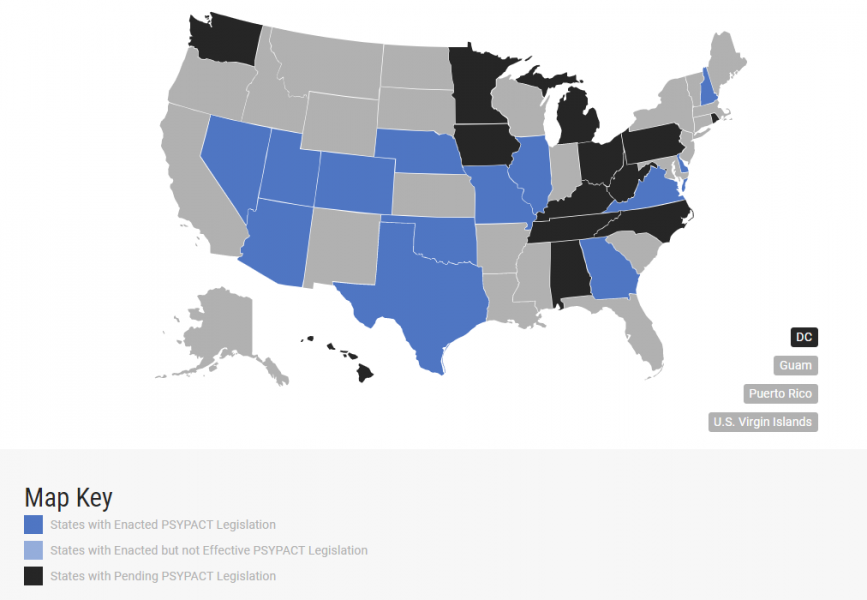 DC
Guam
Puerto Rico
U.S. Virgin Islands
Map Key
States with Enacted PSYPACT Legislation
States with Enacted but not Effective PSYPACT Legislation
States with Pending PSYPACT Legislation